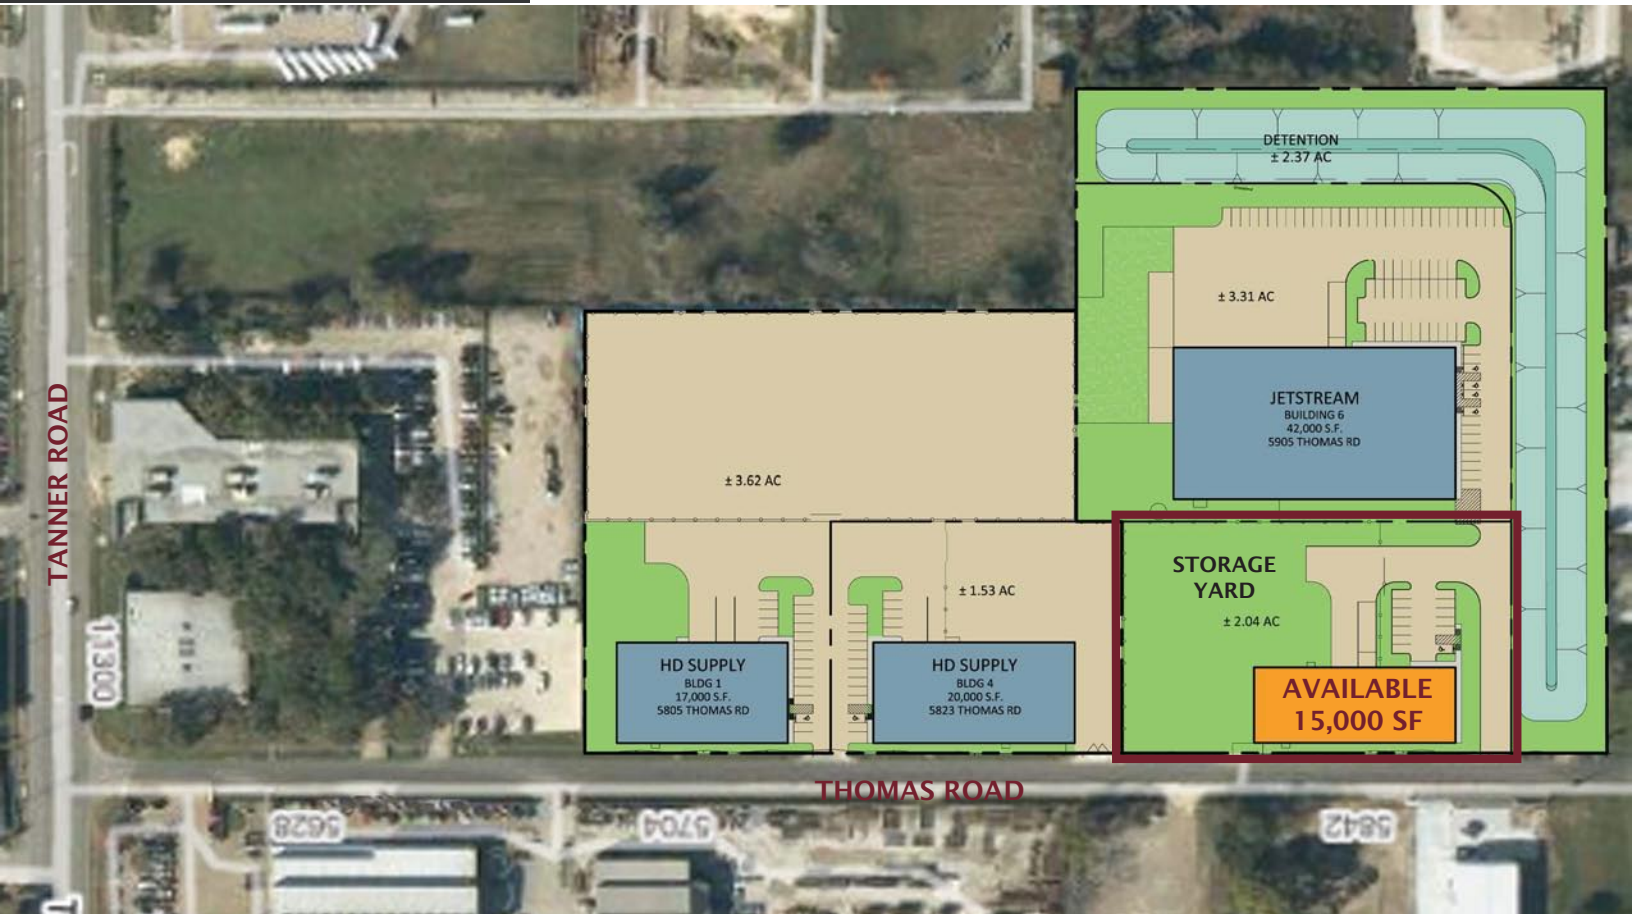 DETENTION
± 2.37 AC
± 3.31 AC
JETSTREAM
BUILDING 6
42,000 S.F.
5905 THOMAS RD
± 3.62 AC
TANNER ROAD
± 1.53 AC
STORAGE
YARD
± 2.04 AC
HD SUPPLY
BLDG 1
17,000 S.F.
5805 THOMAS RD
HD SUPPLY
BLDG 4
20,000 S.F.
5823 THOMAS RD
AVAILABLE
15,000 SF
11300
THOMAS ROAD
5628
5704
5842